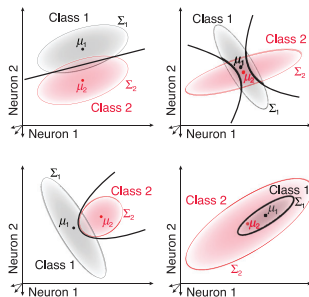 Class 1
Σ₁
μ₁
μ₂
Σ₂
Class 2
Neuron 2
Neuron 1
Class 1
μ₁
Class 2
μ₂
Σ₂
Σ₁
Neuron 2
Neuron 1
Class 2
μ₁
μ₂
Σ₂
Class 1
Σ₁
Neuron 2
Neuron 1
Class 2
Class 1
Σ₁
μ₁
μ₂
Σ₂
Neuron 2
Neuron 1